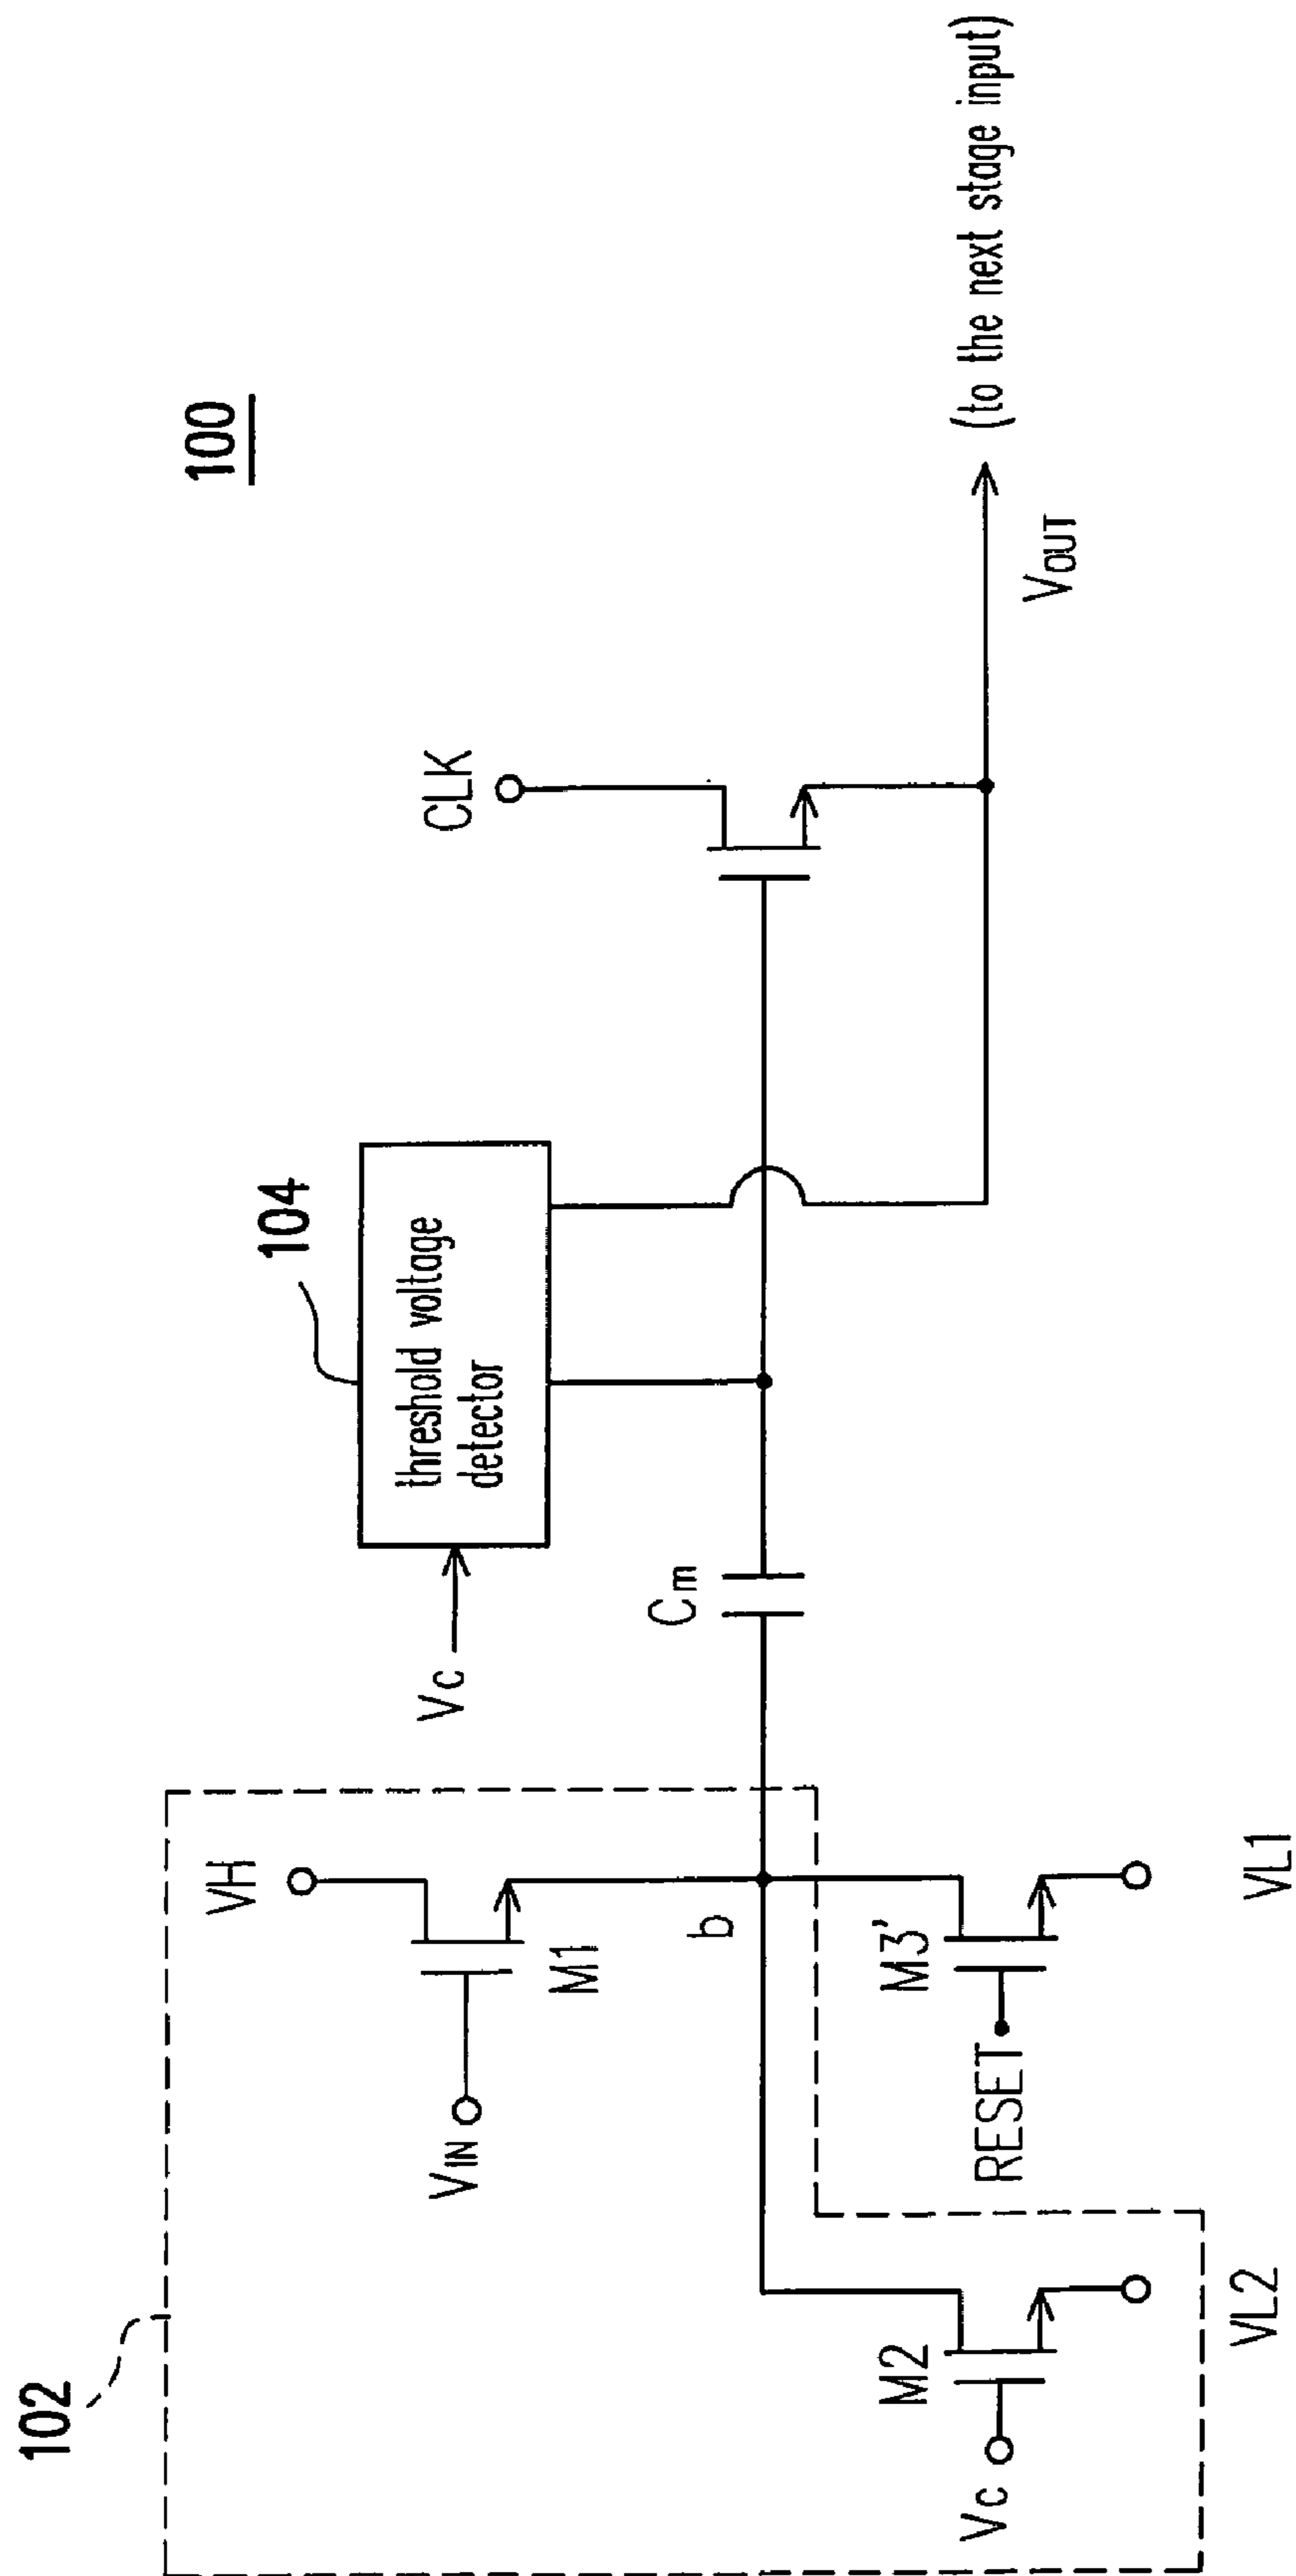 100
102
104
VH
VIN
M1
b
M2
Vc
VL2
RESET
M3'
VL1
Cm
Vc
threshold voltage
detector
CLK
VOUT
(to the next stage input)